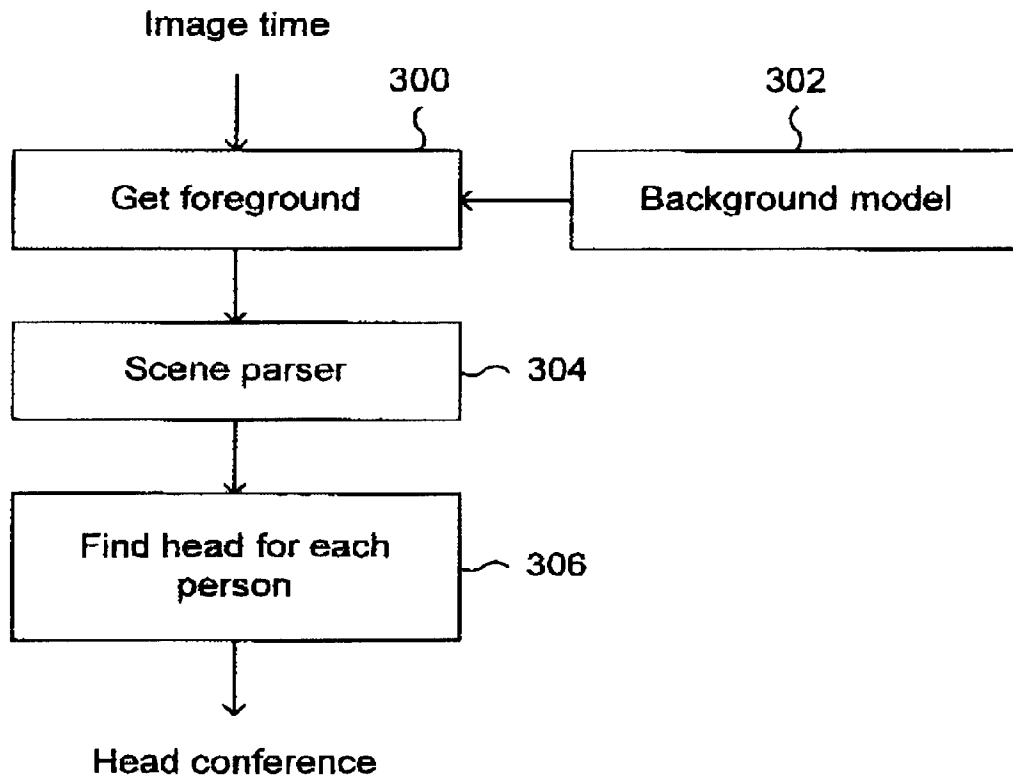 Image time
300
302
Get foreground
Background model
Scene parser
304
Find head for each
person
306
Head conference